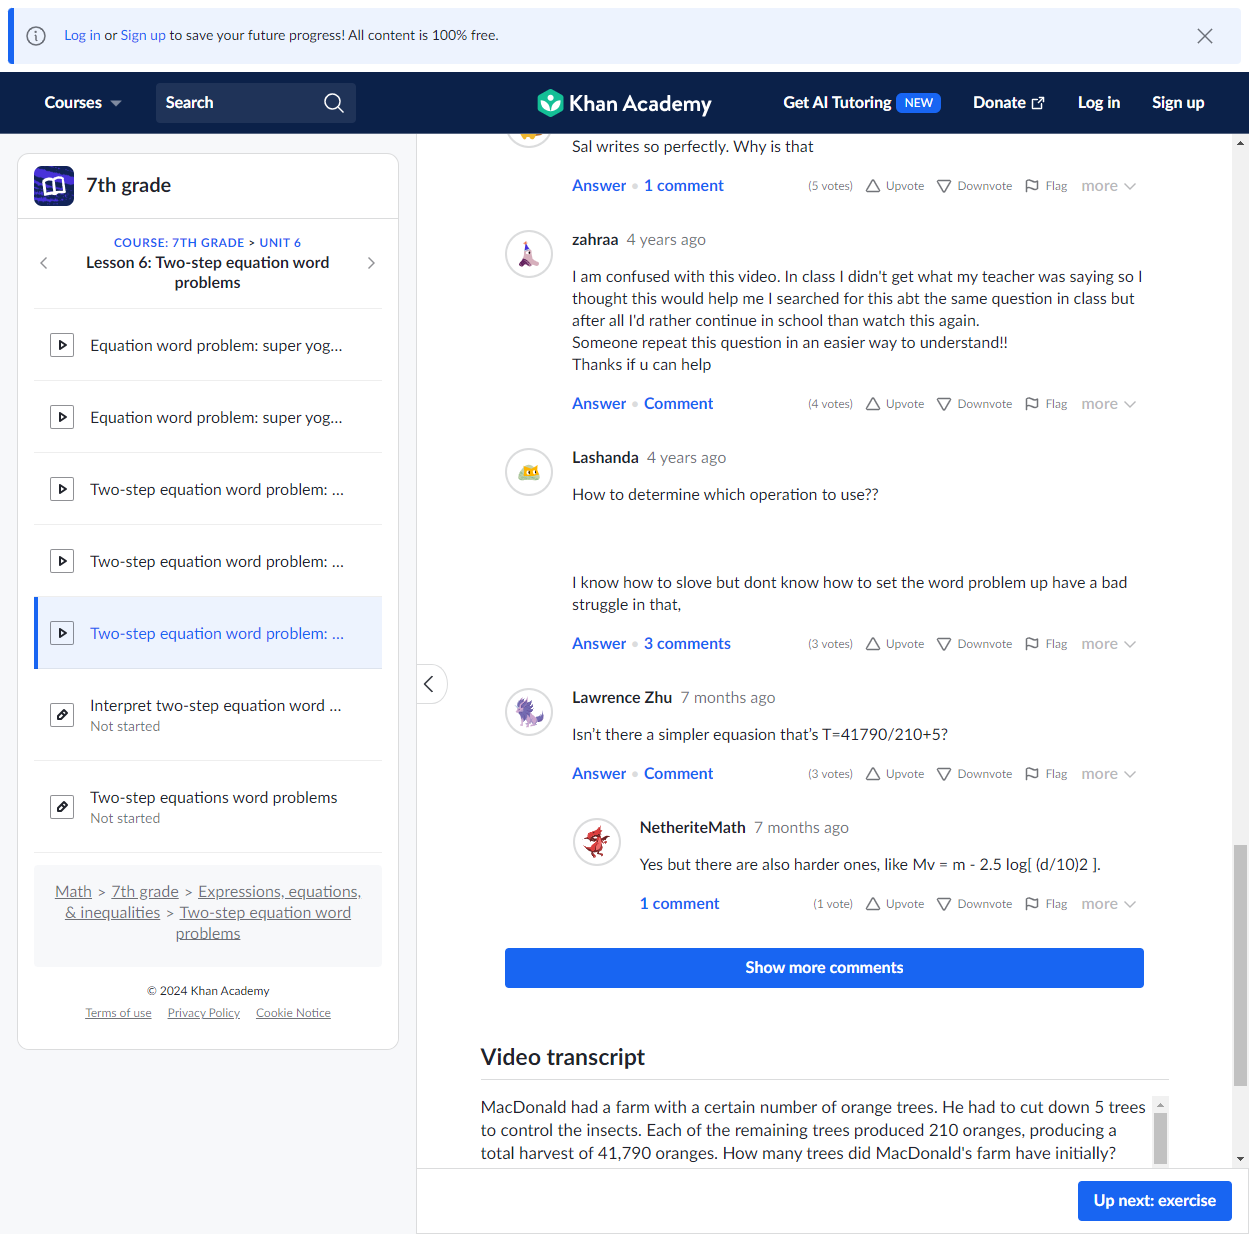 Log in or Sign up to save your future progress! All content is 100% free.
Courses
Search
Khan Academy
Get AI Tutoring NEW
Donate
Log in
Sign up
7th grade
COURSE: 7TH GRADE > UNIT 6
Lesson 6: Two-step equation word
problems
Equation word problem: super yog...
Equation word problem: super yog...
Two-step equation word problem: ...
Two-step equation word problem: ...
Two-step equation word problem: ...
Interpret two-step equation word ...
Not started
Two-step equations word problems
Not started
Math > 7th grade > Expressions, equations,
& inequalities > Two-step equation word
problems
© 2024 Khan Academy
Terms of use Privacy Policy Cookie Notice
Sal writes so perfectly. Why is that
Answer • 1 comment (5 votes) Upvote Downvote Flag more
zahraa 4 years ago
I am confused with this video. In class I didn't get what my teacher was saying so I
thought this would help me I searched for this abt the same question in class but
after all I'd rather continue in school than watch this again.
Someone repeat this question in an easier way to understand!!
Thanks if u can help
Answer • Comment (4 votes) Upvote Downvote Flag more
Lashanda 4 years ago
How to determine which operation to use??
I know how to slove but dont know how to set the word problem up have a bad
struggle in that,
Answer • 3 comments (3 votes) Upvote Downvote Flag more
Lawrence Zhu 7 months ago
Isn't there a simpler equasion that's T=41790/210+5?
Answer • Comment (3 votes) Upvote Downvote Flag more
NetheriteMath 7 months ago
Yes but there are also harder ones, like Mv = m - 2.5 log[ (d/10)2 ].
1 comment (1 vote) Upvote Downvote Flag more
Show more comments
Video transcript
MacDonald had a farm with a certain number of orange trees. He had to cut down 5 trees
to control the insects. Each of the remaining trees produced 210 oranges, producing a
total harvest of 41,790 oranges. How many trees did MacDonald's farm have initially?
Up next: exercise